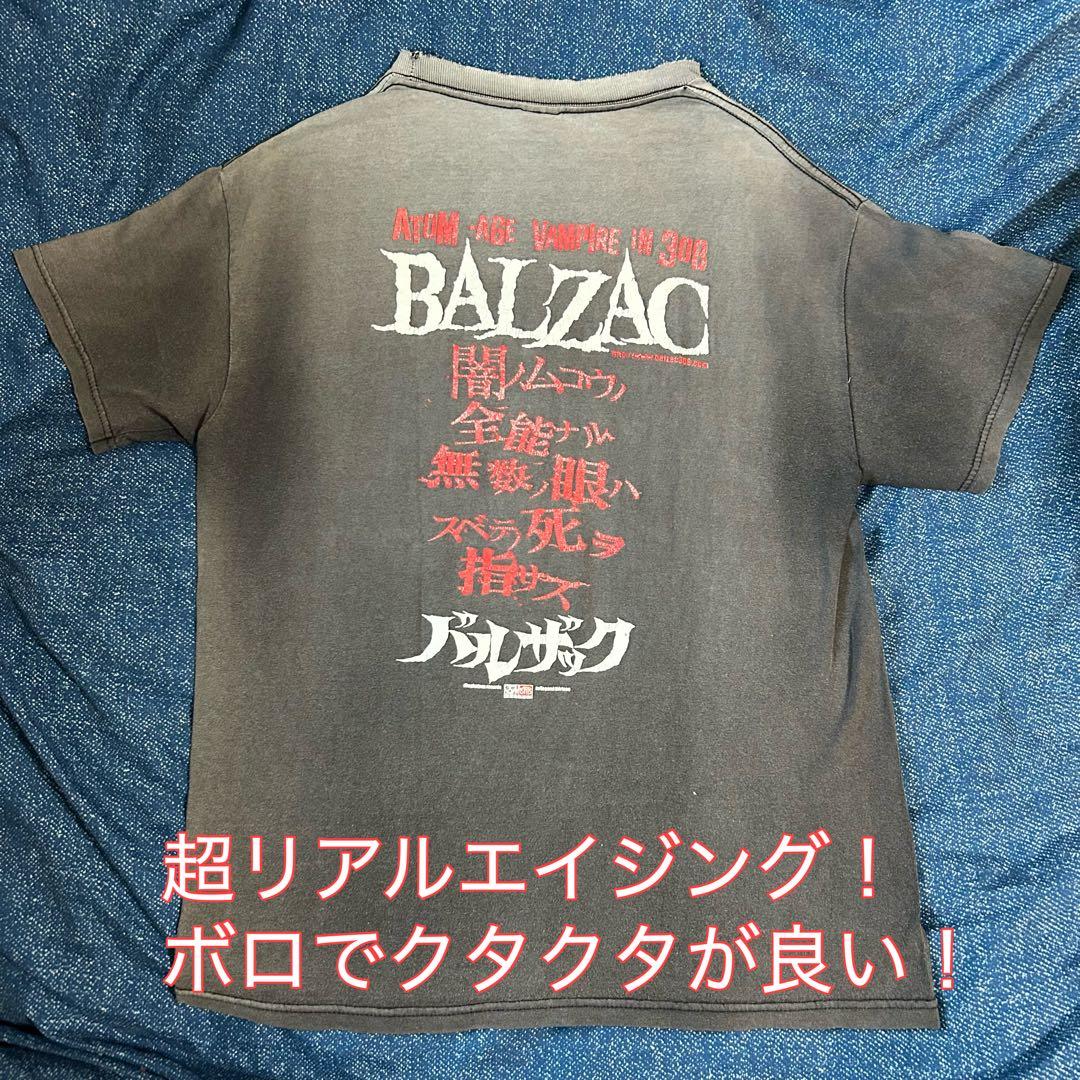 ATOM-AGE VAMPIRE IN 308
BALZAC
闇ノムコウノ
全能ナル
無数ノ眼ハ
スベテヲ死ヲ
指サス
バルザック
超リアルエイジング！
ボロでクタクタが良い！